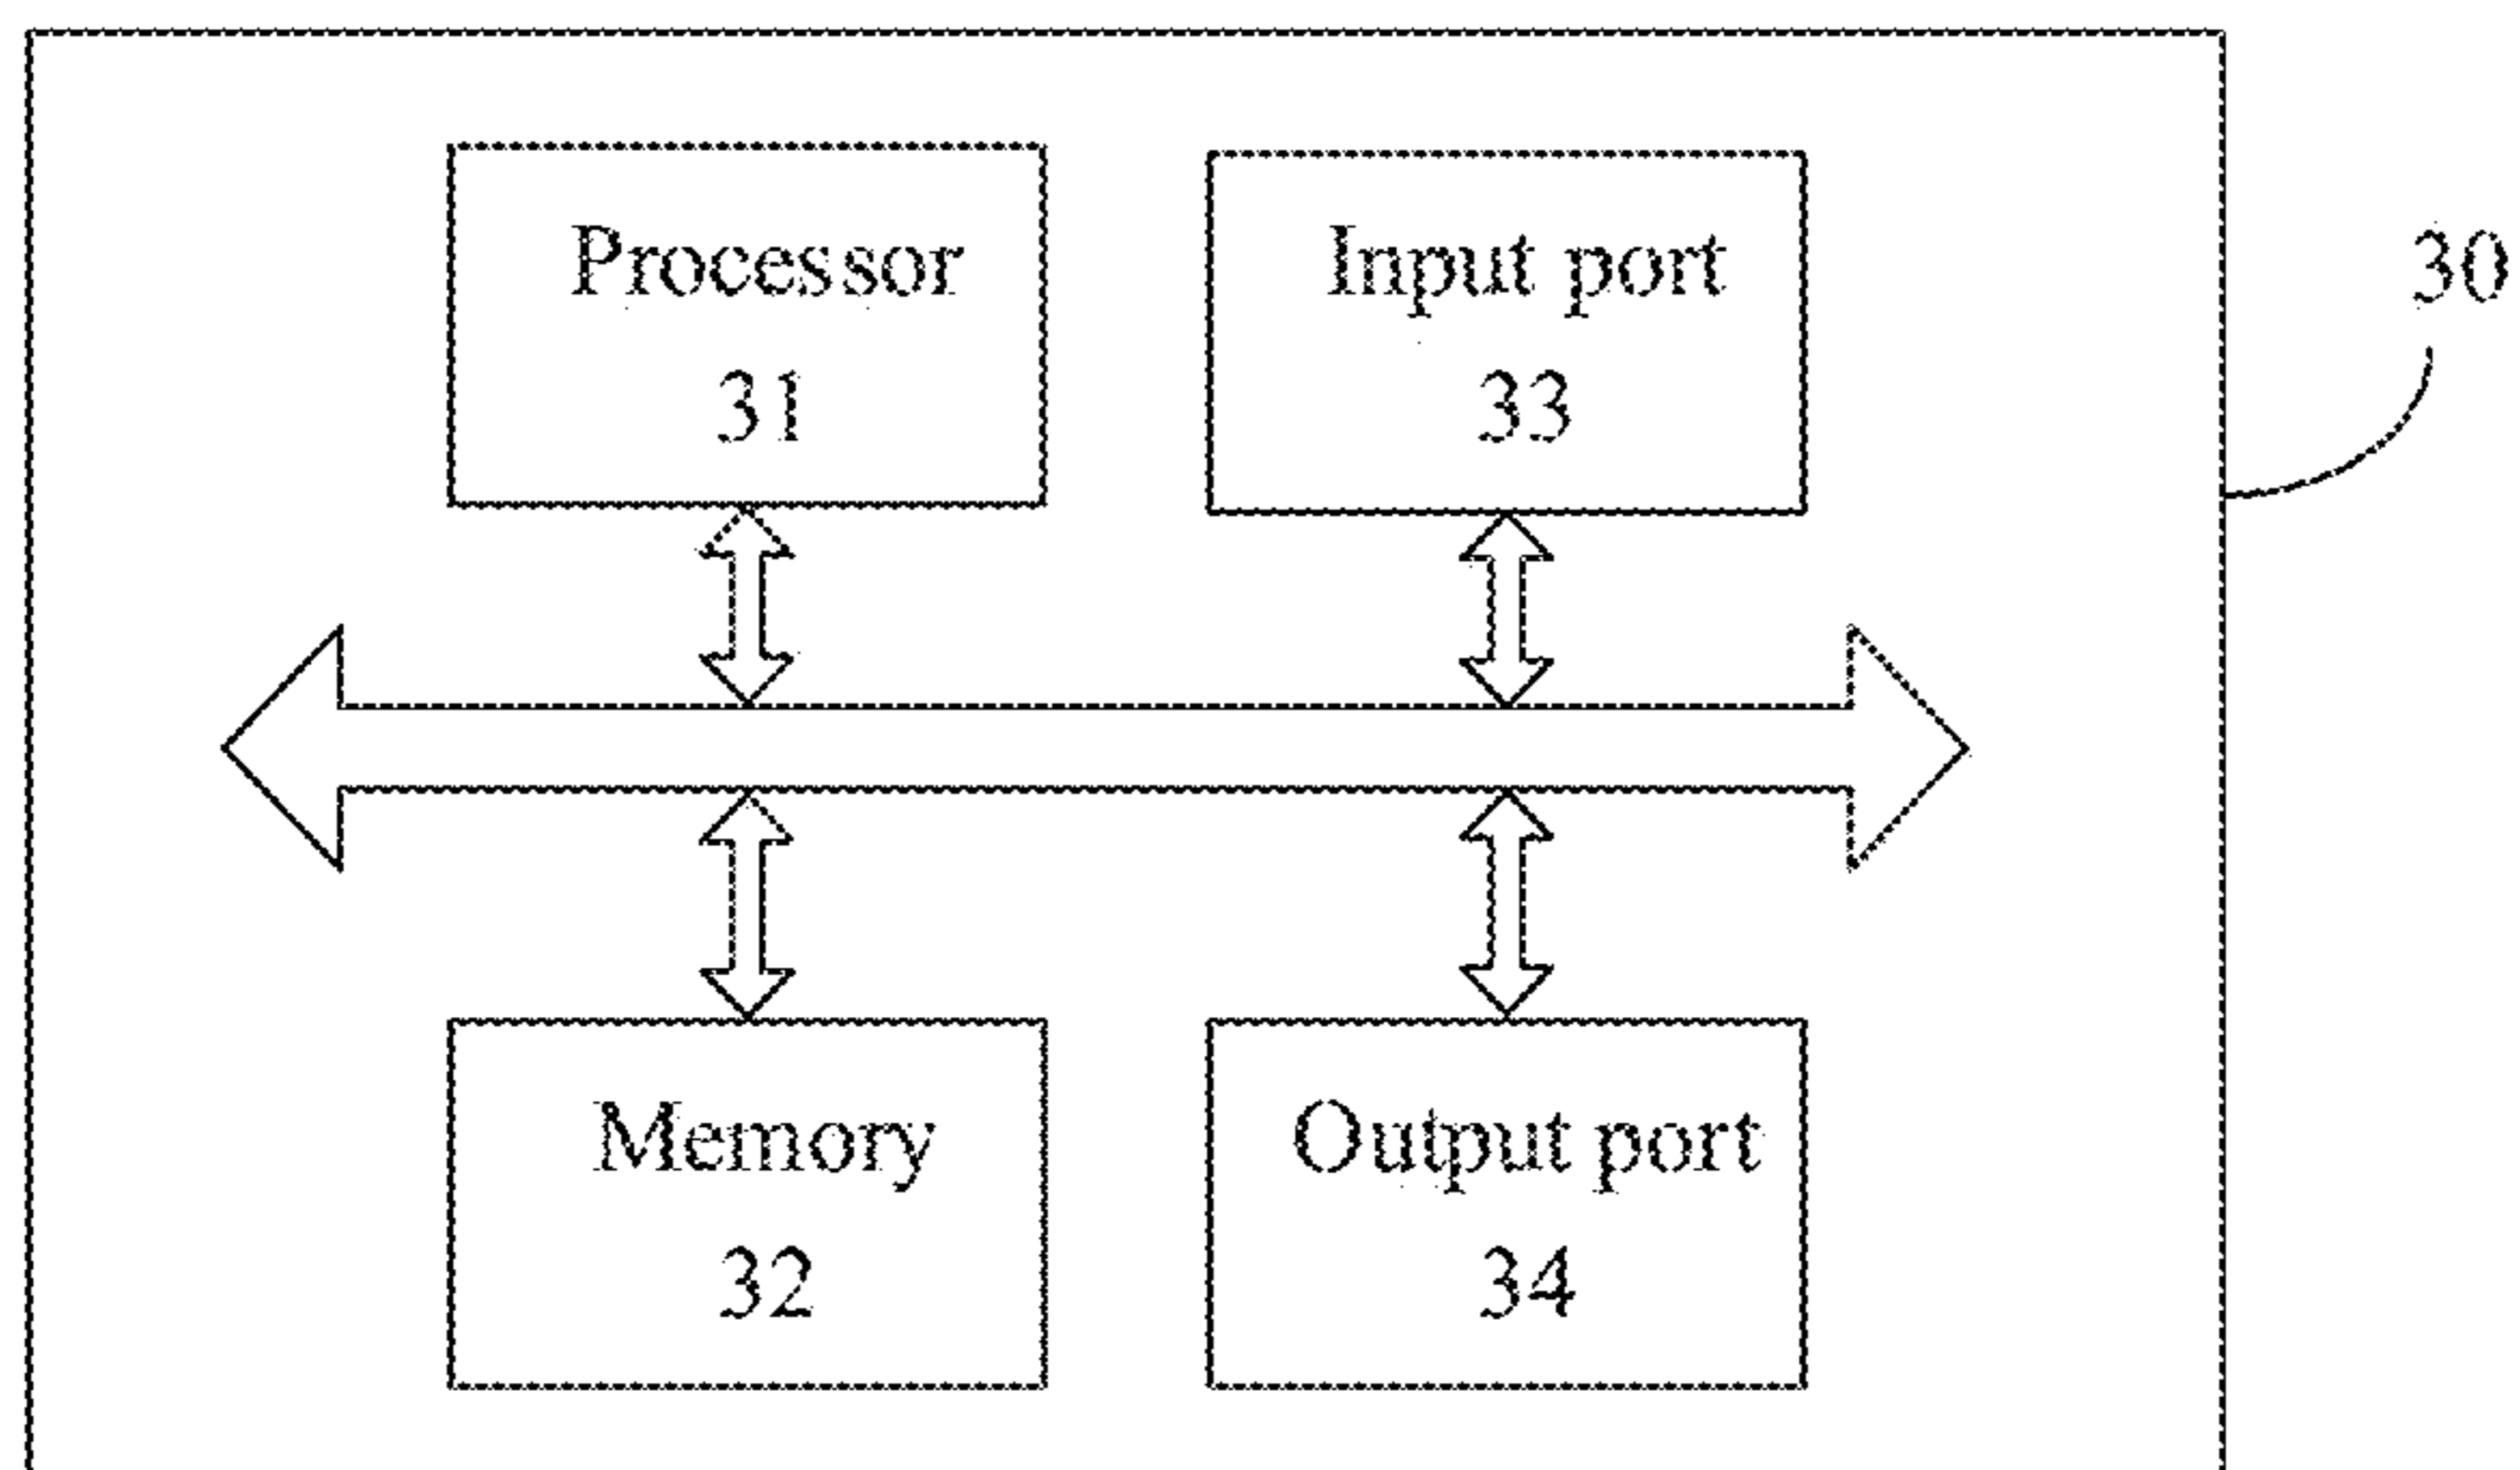 Processor
31
Input port
33
30
Memory
32
Output port
34